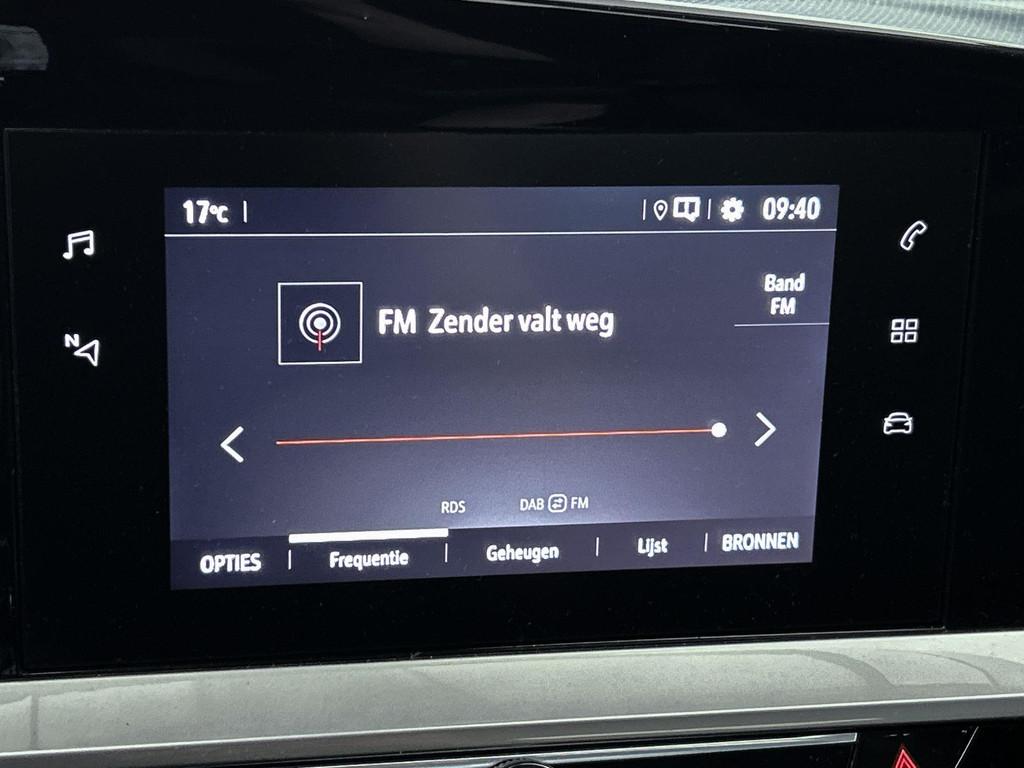 17°C
09:40
Band
FM
FM Zender valt weg
N
RDS
DAB FM
OPTIES
Frequentie
Geheugen
Lijst
BRONNEN